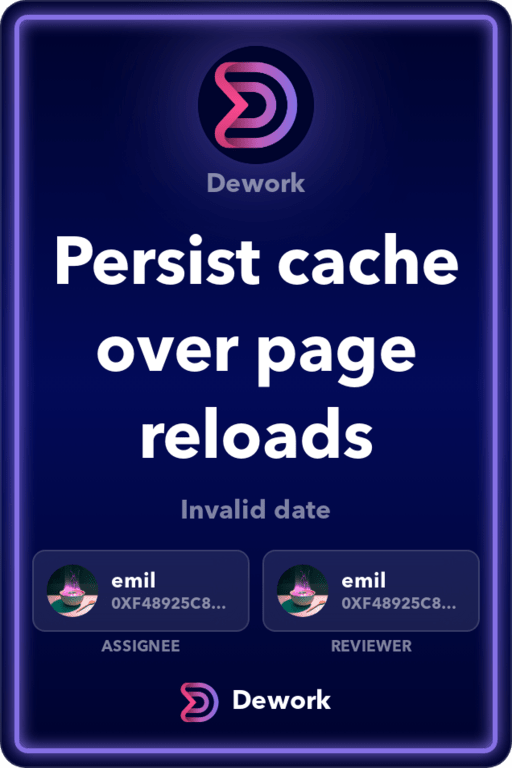 Dework
Persist cache
over page
reloads
Invalid date
emil
0XF48925C8...
ASSIGNEE
emil
0XF48925C8...
REVIEWER
Dework